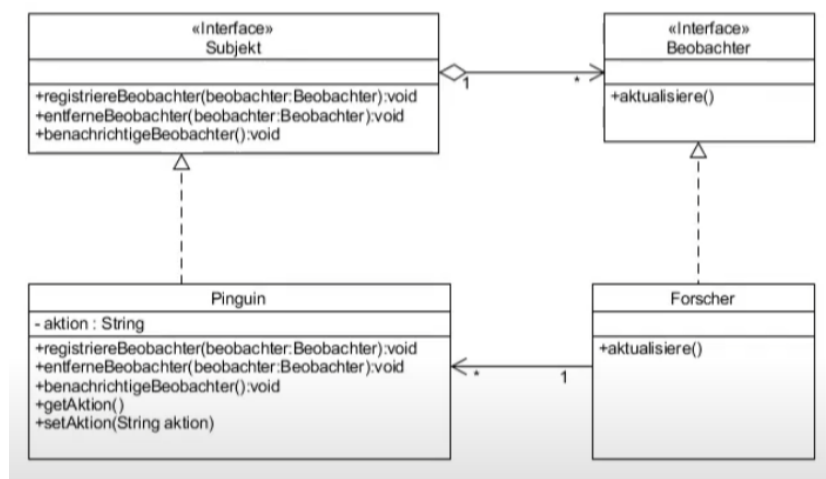 «Interface»
Subjekt
+registriereBeobachter(beobachter:Beobachter):void
+entferneBeobachter(beobachter:Beobachter):void
+benachrichtigeBeobachter():void
1
*
«Interface»
Beobachter
+aktualisiere()
Pinguin
- aktion : String
+registriereBeobachter(beobachter:Beobachter):void
+entferneBeobachter(beobachter:Beobachter):void
+benachrichtigeBeobachter():void
+getAktion()
+setAktion(String aktion)
*
1
Forscher
+aktualisiere()